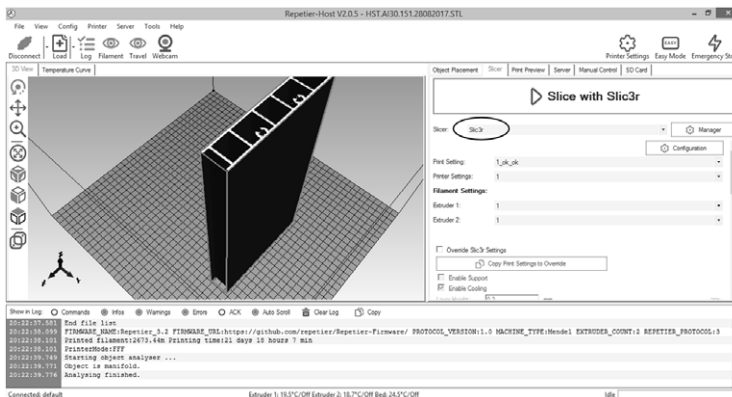 Repetier-Host V2.0.5 - HST.AI30.151.28082017.STL
File View Config Printer Server Tools Help
Disconnect Load Log Filament Travel Webcam Printer Settings Easy Mode Emergency Sto
3D View Temperature Curve
Object Placement Slicer Print Preview Server Manual Control SD Card
Slice with Slic3r
Slicer: Slic3r Manager
Configuration
Print Setting: 1_ok_ok
Printer Settings: 1
Filament Settings:
Extruder 1: 1
Extruder 2: 1
Override Slic3r Settings
Copy Print Settings to Override
Enable Support
Enable Cooling
Show in Log: Commands Infos Warnings Errors ACK Auto Scroll Clear Log Copy
20:22:37.581 End file list
20:22:38.099 FIRMWARE_NAME:Repetier_3.2 FIRMWARE_URL:https://github.com/repetier/Repetier-Firmware/ PROTOCOL_VERSION:1.0 MACHINE_TYPE:Mendel EXTRUDER_COUNT:2 REPETIER_PROTOCOL:3
20:22:38.101 Printed filament:2673.44m Printing time:21 days 18 hours 7 min
20:22:38.101 PrinterMode:FFF
20:22:39.749 Starting object analyser ...
20:22:39.771 Object is manifold.
20:22:39.776 Analysing finished.
Connected: default Extruder 1: 19.5°C/Off Extruder 2: 18.7°C/Off Bed: 24.5°C/Off Idle